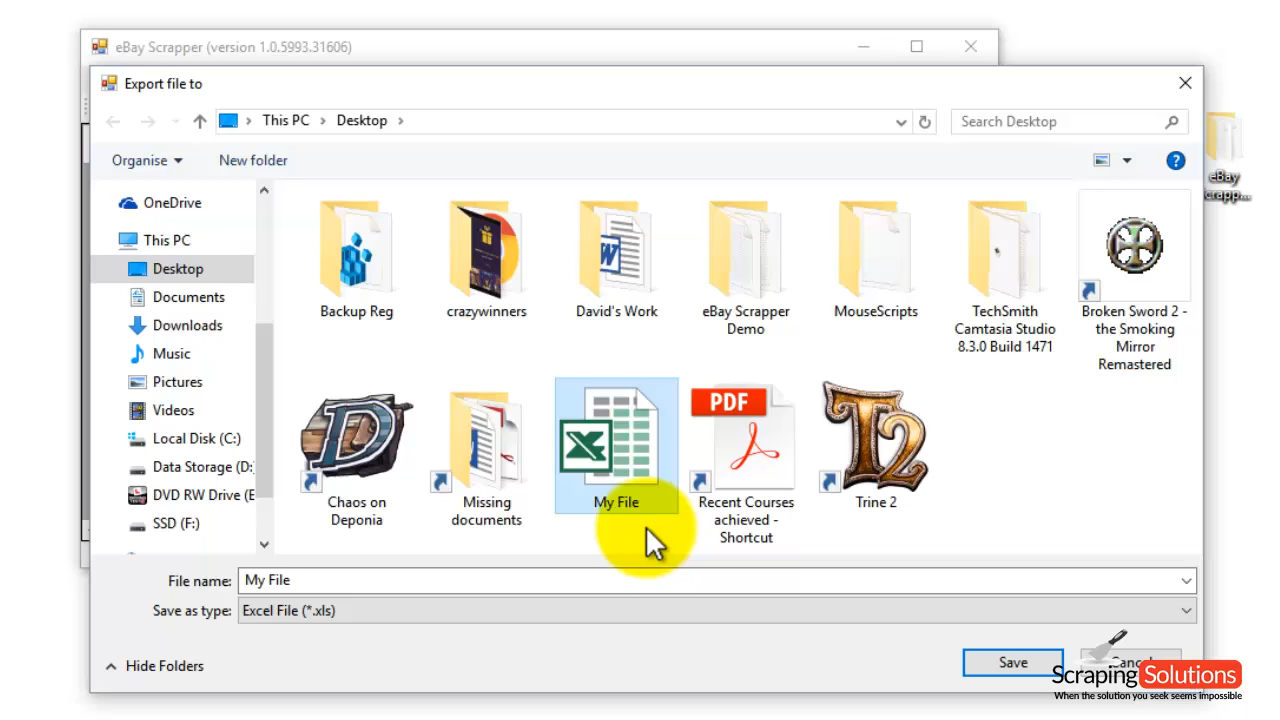 eBay Scrapper (version 1.0.5993.31606)
Export file to
This PC
Desktop
Search Desktop
Organise
New folder
?
OneDrive
This PC
Desktop
Documents
Downloads
Music
Pictures
Videos
Local Disk (C:)
Data Storage (D:
DVD RW Drive (E
SSD (F:)
Backup Reg
crazywinners
David's Work
eBay Scrapper
Demo
MouseScripts
TechSmith
Camtasia Studio
8.3.0 Build 1471
Broken Sword 2 -
the Smoking
Mirror
Remastered
Chaos on
Deponia
Missing
documents
My File
PDF
Recent Courses
achieved -
Shortcut
T2
Trine 2
eBay
File name:
My File
Save as type:
Excel File (*.xls)
Hide Folders
Save
Scraping Solutions
When the solution you seek seems impossible